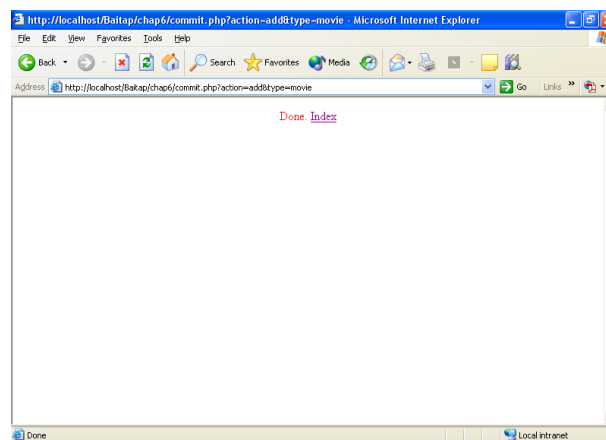 http://localhost/Baitap/chap6/commit.php?action=add&type=movie - Microsoft Internet Explorer
File Edit View Favorites Tools Help
Back Search Favorites Media
Address http://localhost/Baitap/chap6/commit.php?action=add&type=movie Go Links »
Done. Index
Done Local intranet